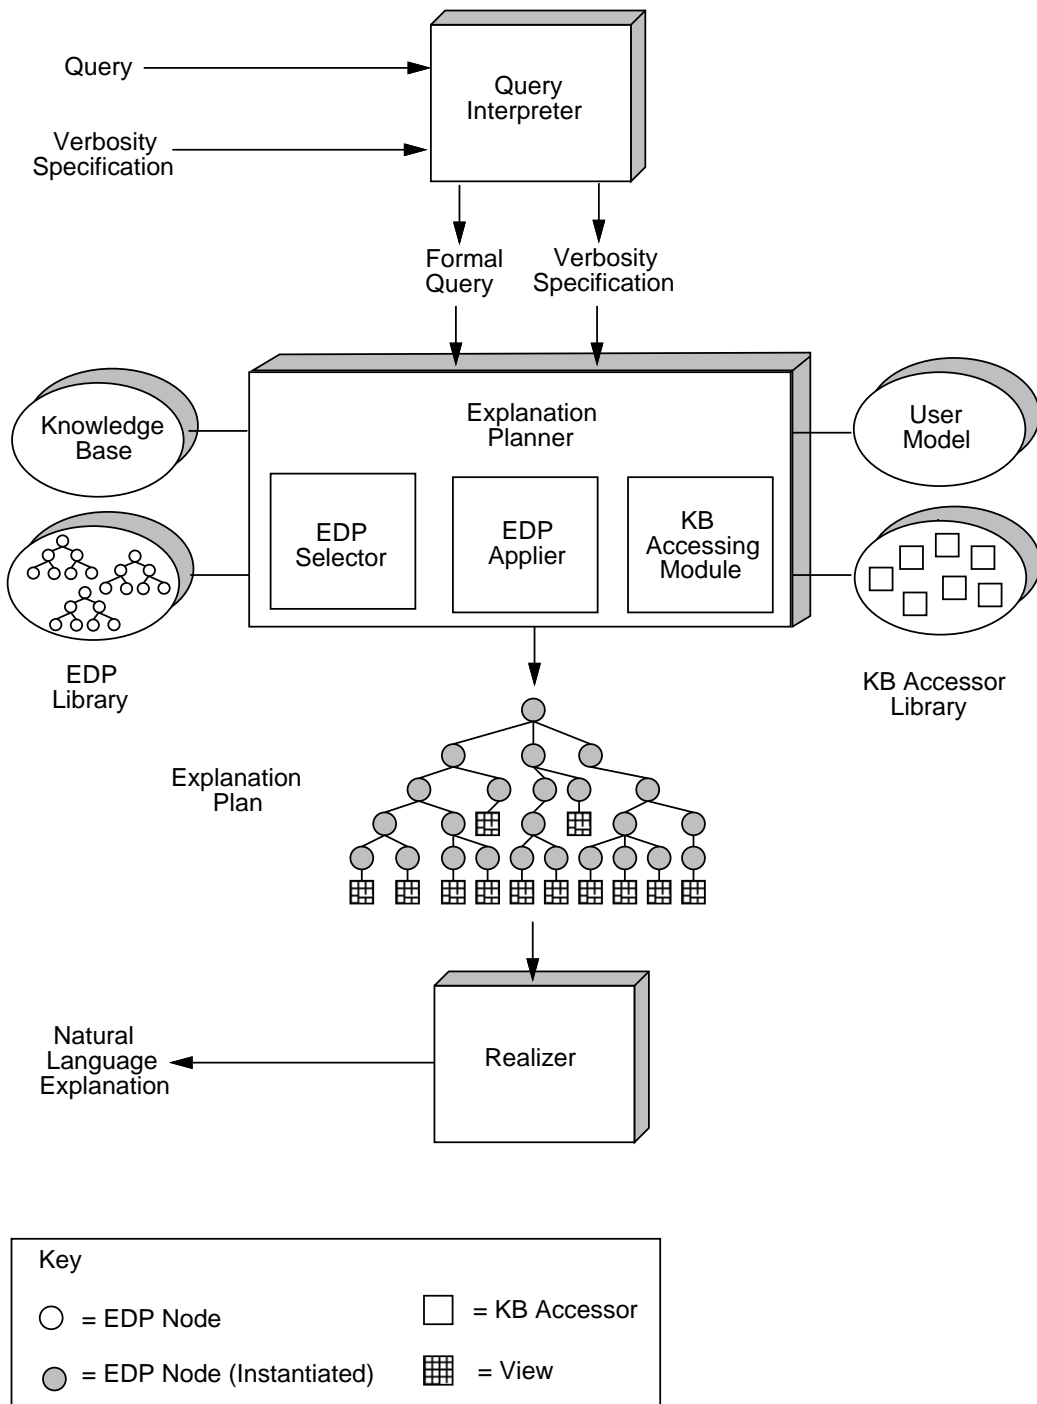 Query
Verbosity
Specification
Query
Interpreter
Formal
Query
Verbosity
Specification
Knowledge
Base
Explanation
Planner
User
Model
EDP
Selector
EDP
Applier
KB
Accessing
Module
EDP
Library
KB Accessor
Library
Explanation
Plan
Natural
Language
Explanation
Realizer
Key
= EDP Node
= KB Accessor
= EDP Node (Instantiated)
= View